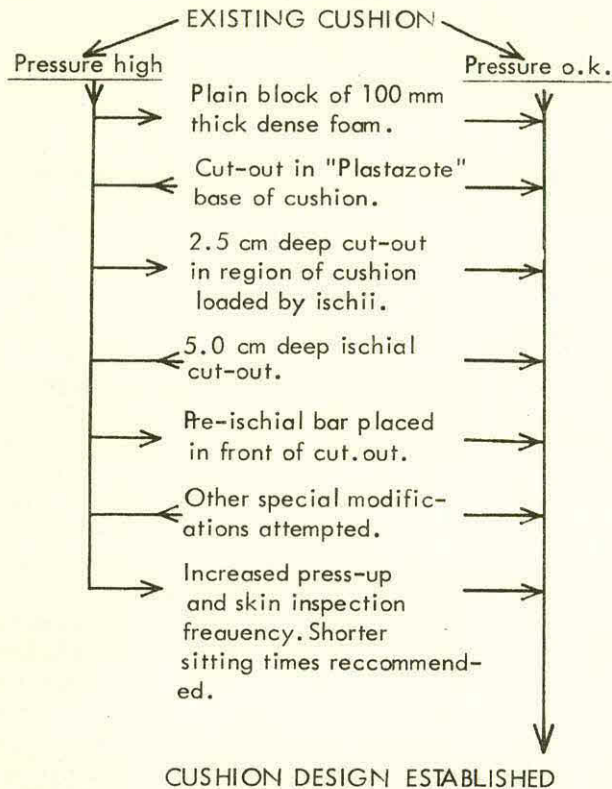 EXISTING CUSHION
Pressure high
Pressure o.k.
Plain block of 100 mm
thick dense foam.
Cut-out in "Plastazote"
base of cushion.
2.5 cm deep cut-out
in region of cushion
loaded by ischii.
5.0 cm deep ischial
cut-out.
Pre-ischial bar placed
in front of cut.out.
Other special modific-
ations attempted.
Increased press-up
and skin inspection
freauency. Shorter
sitting times reccommend-
ed.
CUSHION DESIGN ESTABLISHED